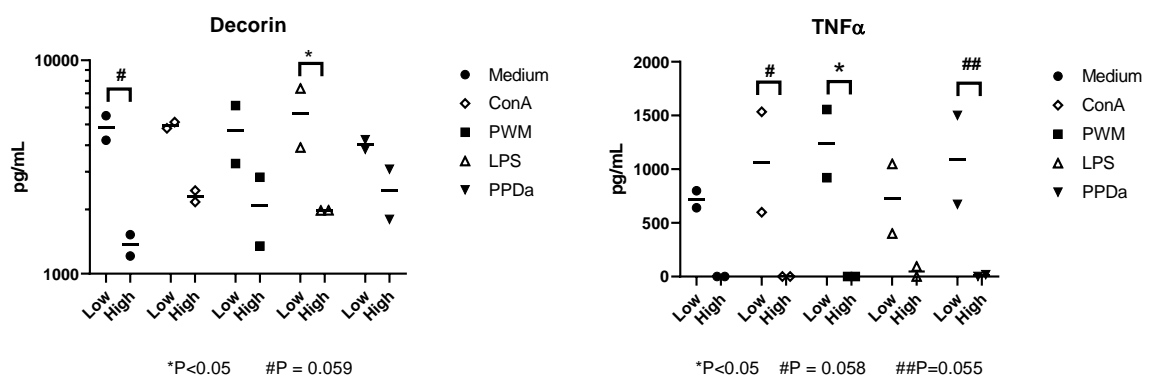 Decorin
10000
1000
pg/mL
#
*
Low High Low High Low High Low High Low High
Medium
ConA
PWM
LPS
PPDa
*P<0.05 #P = 0.059
TNFα
2000
1500
1000
500
0
pg/mL
#
*
##
Low High Low High Low High Low High Low High
Medium
ConA
PWM
LPS
PPDa
*P<0.05 #P = 0.058 ##P=0.055